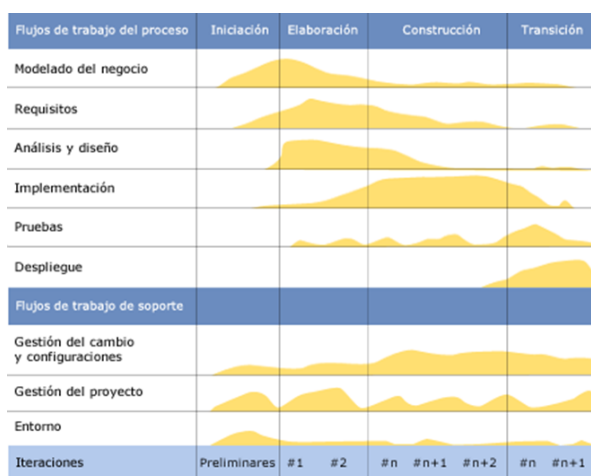 Flujos de trabajo del proceso Iniciación Elaboración Construcción Transición
Modelado del negocio
Requisitos
Análisis y diseño
Implementación
Pruebas
Despliegue
Flujos de trabajo de soporte
Gestión del cambio
y configuraciones
Gestión del proyecto
Entorno
Iteraciones Preliminares #1 #2 #n #n+1 #n+2 #n #n+1